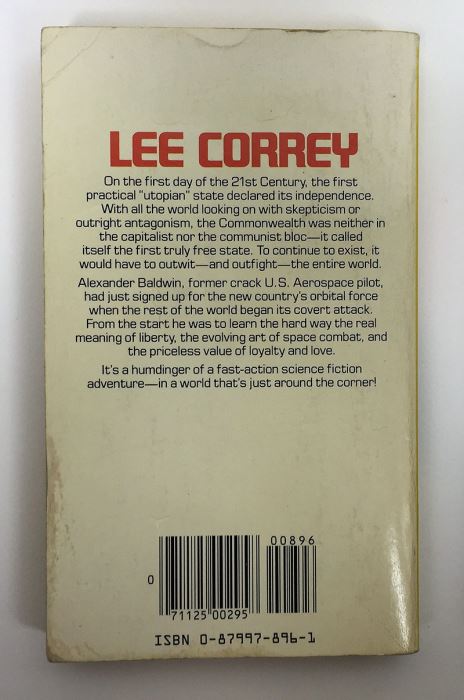 LEE CORREY
On the first day of the 21st Century, the first
practical "utopian" state declared its independence.
With all the world looking on with skepticism or
outright antagonism, the Commonwealth was neither in
the capitalist nor the communist bloc—it called
itself the first truly free state. To continue to exist, it
would have to outwit—and outfight—the entire world.
Alexander Baldwin, former crack U.S. Aerospace pilot,
had just signed up for the new country's orbital force
when the rest of the world began its covert attack.
From the start he was to learn the hard way the real
meaning of liberty, the evolving art of space combat, and
the priceless value of loyalty and love.
It's a humdinger of a fast-action science fiction
adventure—in a world that's just around the corner!
00896
0
71125 00295
ISBN 0-87997-896-1